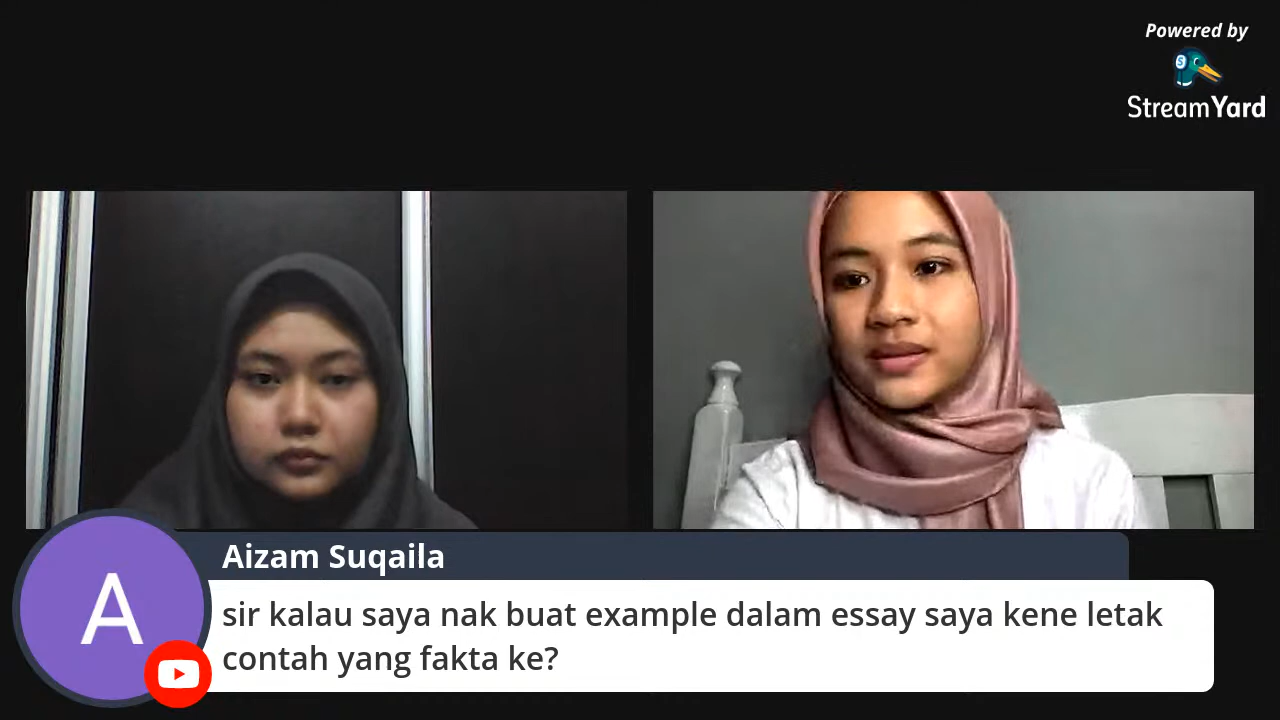 Powered by
S
StreamYard
A
Aizam Suqaila
sir kalau saya nak buat example dalam essay saya kene letak
contah yang fakta ke?